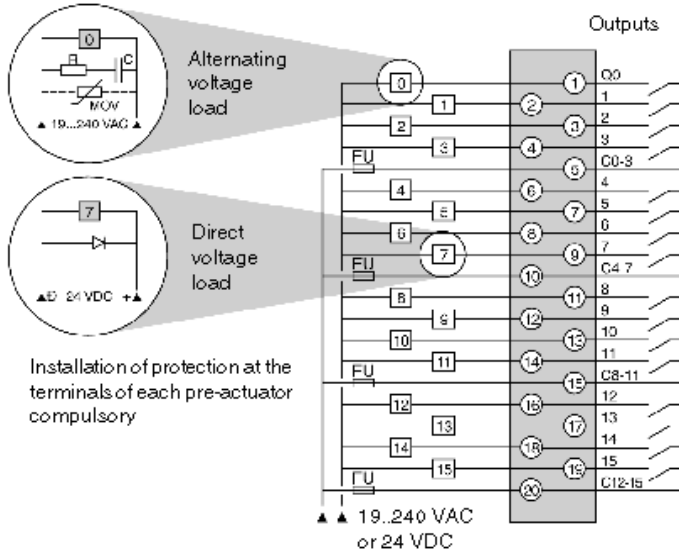 Outputs
0
R
C
MOV
▲ 19...240 VAC ▲
Alternating
voltage
load
7
▲Ð 24 VDC +▲
Direct
voltage
load
Installation of protection at the
terminals of each pre-actuator
compulsory
0 1 Q0
1 2 1
2 3 2
3 4 3
FU 5 C0-3
4 6 4
5 7 5
6 8 6
7 9 7
FU 10 C4-7
8 11 8
9 12 9
10 13 10
11 14 11
FU 15 C8-11
12 16 12
13 17 13
14 18 14
15 19 15
FU 20 C12-15
▲ ▲ 19..240 VAC
or 24 VDC